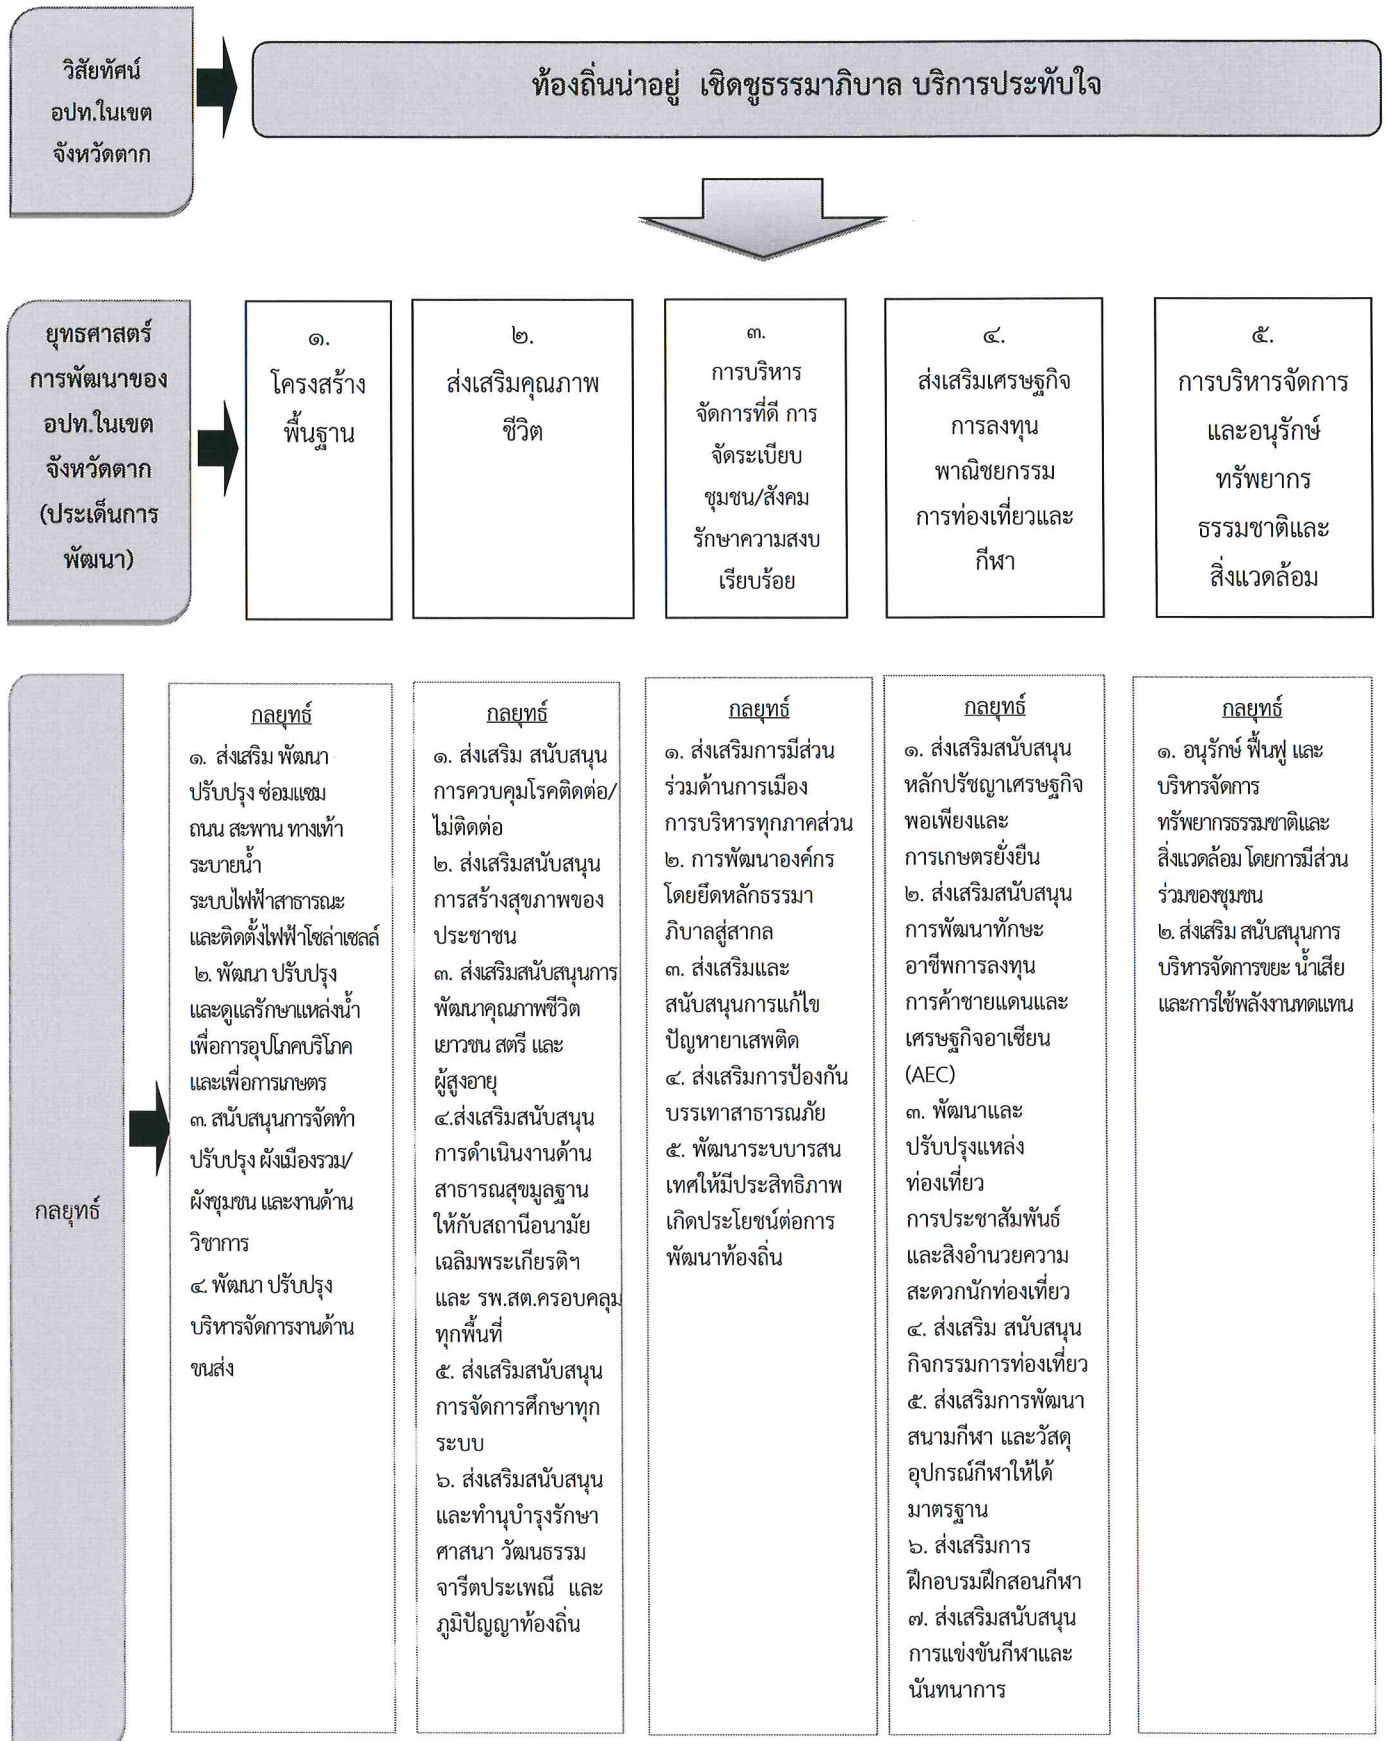 วิสัยทัศน์
อปท.ในเขต
จังหวัดตาก
ท้องถิ่นน่าอยู่  เชิดชูธรรมาภิบาล บริการประทับใจ
ยุทธศาสตร์
การพัฒนาของ
อปท.ในเขต
จังหวัดตาก
(ประเด็นการ
พัฒนา)
๑.
โครงสร้าง
พื้นฐาน
๒.
ส่งเสริมคุณภาพ
ชีวิต
๓.
การบริหาร
จัดการที่ดี การ
จัดระเบียบ
ชุมชน/สังคม
รักษาความสงบ
เรียบร้อย
๔.
ส่งเสริมเศรษฐกิจ
การลงทุน
พาณิชยกรรม
การท่องเที่ยวและ
กีฬา
๕.
การบริหารจัดการ
และอนุรักษ์
ทรัพยากร
ธรรมชาติและ
สิ่งแวดล้อม
กลยุทธ์
กลยุทธ์
๑. ส่งเสริม พัฒนา
ปรับปรุง ซ่อมแซม
ถนน สะพาน ทางเท้า
ระบายน้ำ
ระบบไฟฟ้าสาธารณะ
และติดตั้งไฟฟ้าโซล่าเซลล์
๒. พัฒนา ปรับปรุง
และดูแลรักษาแหล่งน้ำ
เพื่อการอุปโภคบริโภค
และเพื่อการเกษตร
๓. สนับสนุนการจัดทำ
ปรับปรุง ผังเมืองรวม/
ผังชุมชน และงานด้าน
วิชาการ
๔. พัฒนา ปรับปรุง
บริหารจัดการงานด้าน
ขนส่ง
กลยุทธ์
๑. ส่งเสริม สนับสนุน
การควบคุมโรคติดต่อ/
ไม่ติดต่อ
๒. ส่งเสริมสนับสนุน
การสร้างสุขภาพของ
ประชาชน
๓. ส่งเสริมสนับสนุนการ
พัฒนาคุณภาพชีวิต
เยาวชน สตรี และ
ผู้สูงอายุ
๔.ส่งเสริมสนับสนุน
การดำเนินงานด้าน
สาธารณสุขมูลฐาน
ให้กับสถานีอนามัย
เฉลิมพระเกียรติฯ
และ รพ.สต.ครอบคลุม
ทุกพื้นที่
๕. ส่งเสริมสนับสนุน
การจัดการศึกษาทุก
ระบบ
๖. ส่งเสริมสนับสนุน
และทำนุบำรุงรักษา
ศาสนา วัฒนธรรม
จารีตประเพณี  และ
ภูมิปัญญาท้องถิ่น
กลยุทธ์
๑. ส่งเสริมการมีส่วน
ร่วมด้านการเมือง
การบริหารทุกภาคส่วน
๒. การพัฒนาองค์กร
โดยยึดหลักธรรมา
ภิบาลสู่สากล
๓. ส่งเสริมและ
สนับสนุนการแก้ไข
ปัญหายาเสพติด
๔. ส่งเสริมการป้องกัน
บรรเทาสาธารณภัย
๕. พัฒนาระบบารสน
เทศให้มีประสิทธิภาพ
เกิดประโยชน์ต่อการ
พัฒนาท้องถิ่น
กลยุทธ์
๑. ส่งเสริมสนับสนุน
หลักปรัชญาเศรษฐกิจ
พอเพียงและ
การเกษตรยั่งยืน
๒. ส่งเสริมสนับสนุน
การพัฒนาทักษะ
อาชีพการลงทุน
การค้าชายแดนและ
เศรษฐกิจอาเซียน
(AEC)
๓. พัฒนาและ
ปรับปรุงแหล่ง
ท่องเที่ยว
การประชาสัมพันธ์
และสิงอำนวยความ
สะดวกนักท่องเที่ยว
๔. ส่งเสริม สนับสนุน
กิจกรรมการท่องเที่ยว
๕. ส่งเสริมการพัฒนา
สนามกีฬา และวัสดุ
อุปกรณ์กีฬาให้ได้
มาตรฐาน
๖. ส่งเสริมการ
ฝึกอบรมฝึกสอนกีฬา
๗. ส่งเสริมสนับสนุน
การแข่งขันกีฬาและ
นันทนาการ
กลยุทธ์
๑. อนุรักษ์ ฟื้นฟู และ
บริหารจัดการ
ทรัพยากรธรรมชาติและ
สิ่งแวดล้อม โดยการมีส่วน
ร่วมของชุมชน
๒. ส่งเสริม สนับสนุนการ
บริหารจัดการขยะ น้ำเสีย
และการใช้พลังงานทดแทน